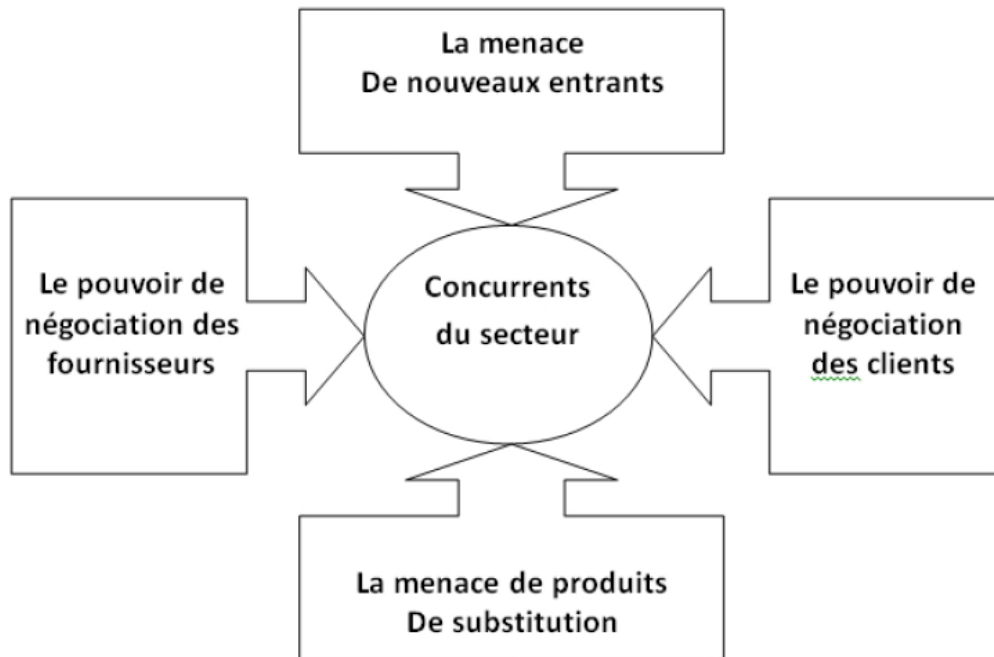 La menace
De nouveaux entrants
Le pouvoir de
négociation des
fournisseurs
Concurrents
du secteur
Le pouvoir de
négociation
des clients
La menace de produits
De substitution